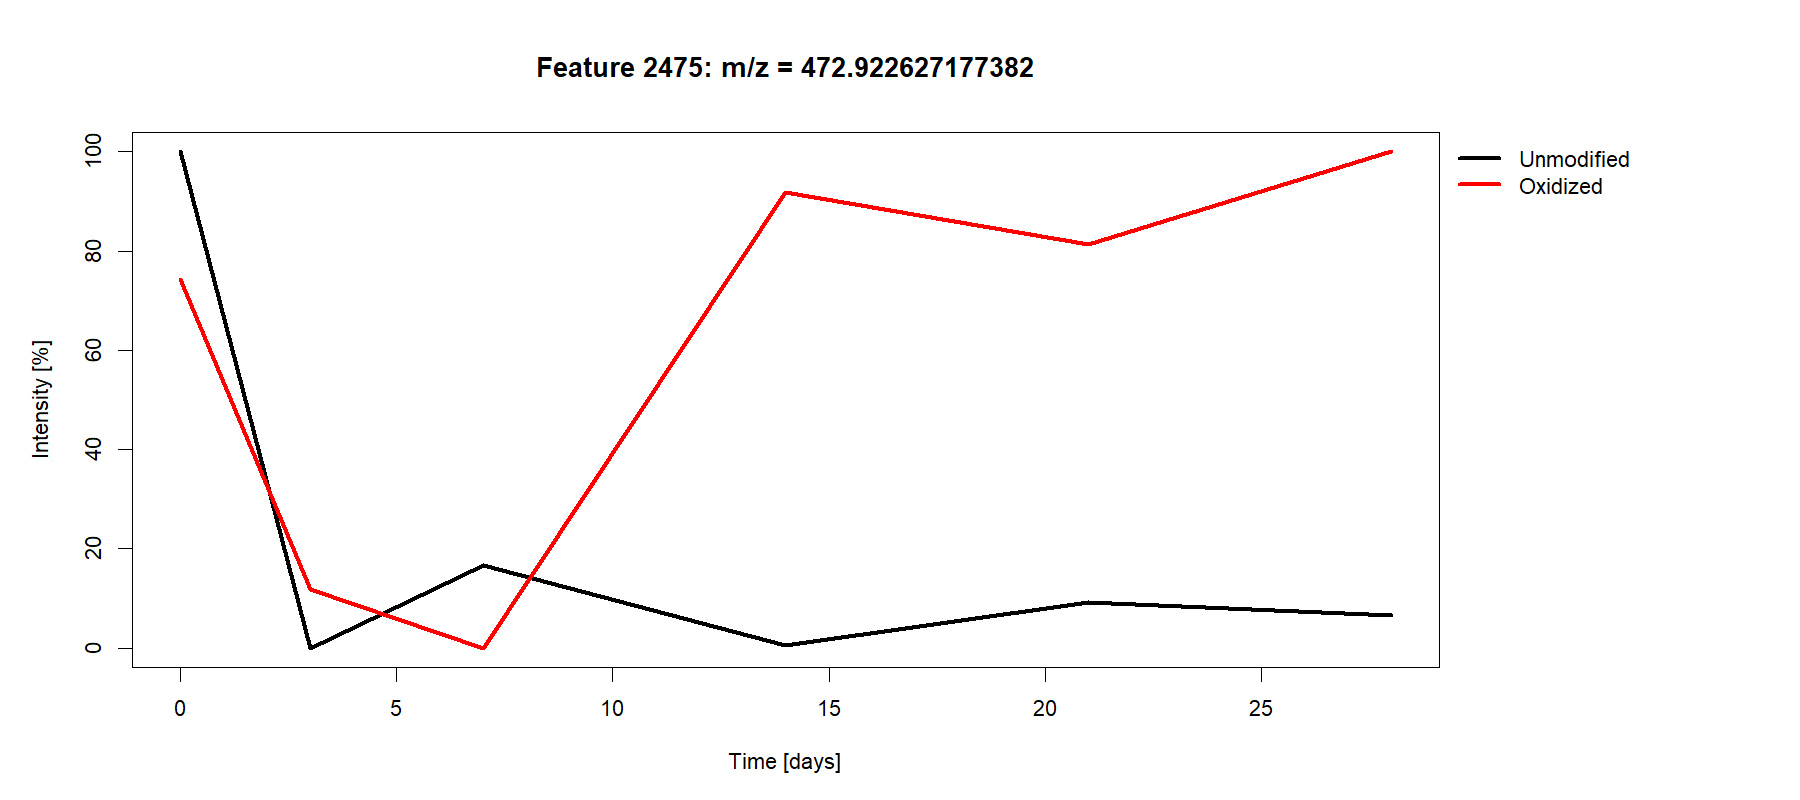 Feature 2475: m/z = 472.922627177382
Unmodified
Oxidized
Intensity [%]
100
80
60
40
20
0
0 5 10 15 20 25
Time [days]